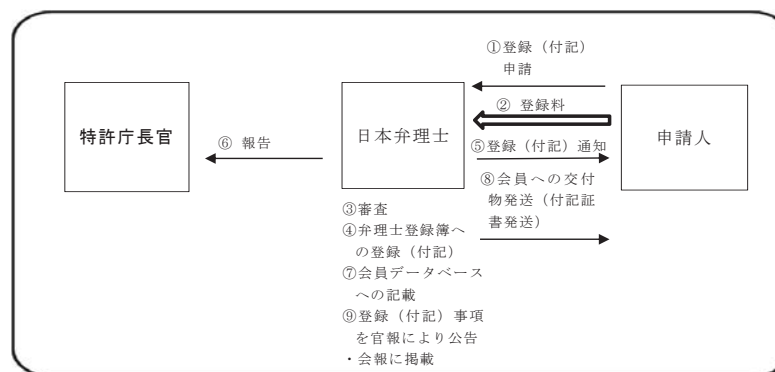 ①登録（付記）
申請
② 登録料
特許庁長官
⑥ 報告
日本弁理士
⑤登録（付記）通知
申請人
⑧会員への交付
物発送（付記証
書発送）
③審査
④弁理士登録簿へ
の登録（付記）
⑦会員データベース
への記載
⑨登録（付記）事項
を官報により公告
・会報に掲載